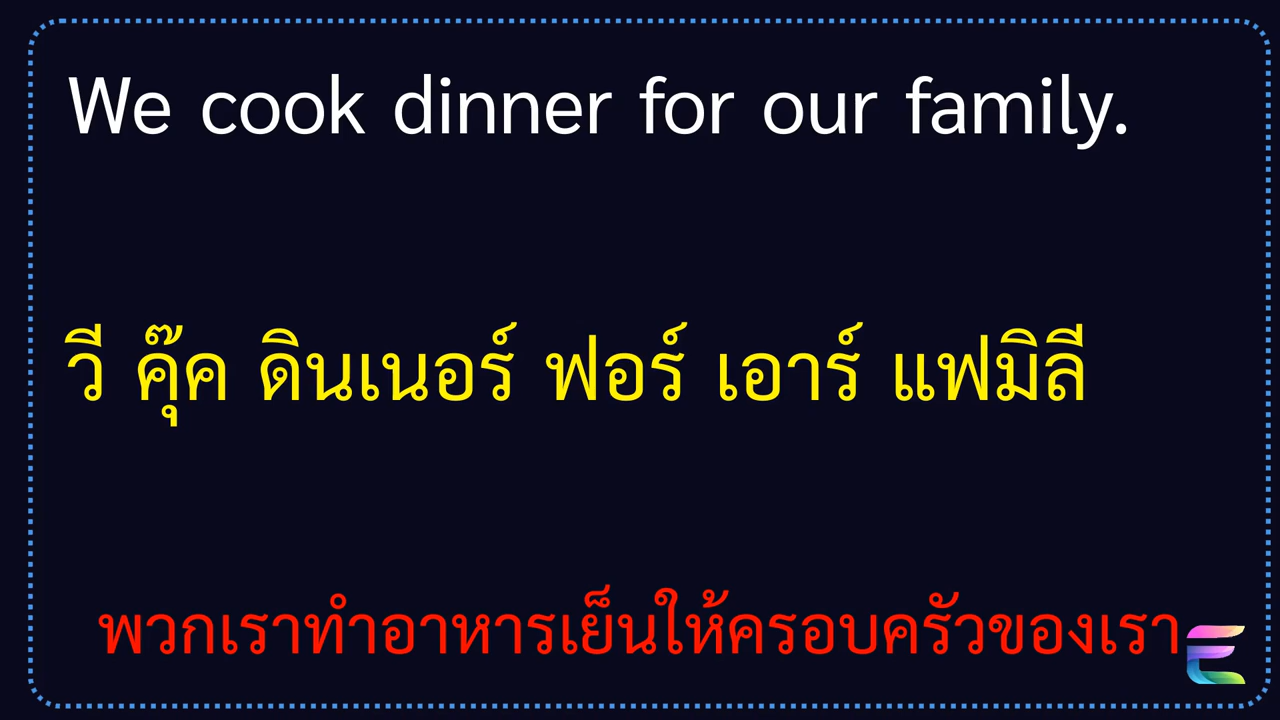 We cook dinner for our family.
วี คุ๊ค ดินเนอร์ ฟอร์ เอาร์ แฟมิลี
พวกเราทำอาหารเย็นให้ครอบครัวของเรา